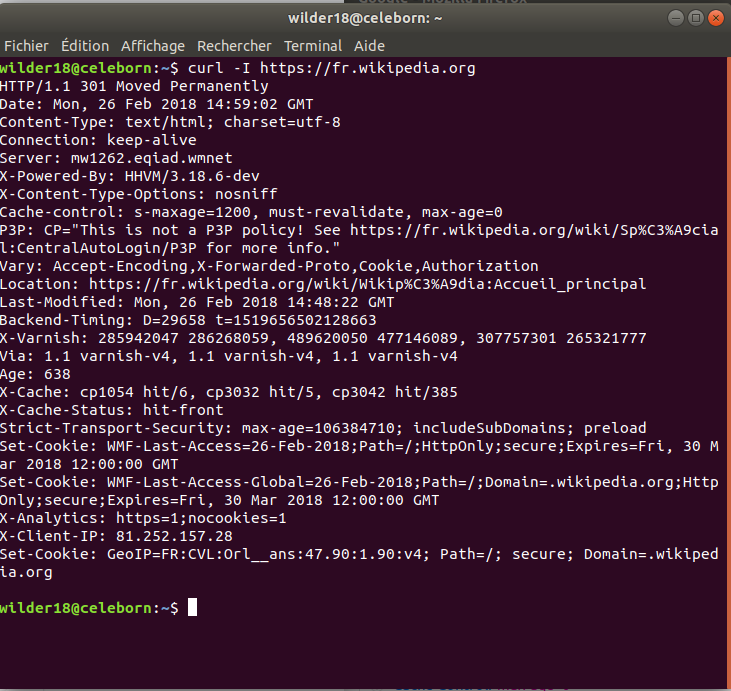 wilder18@celeborn: ~
Fichier Édition Affichage Rechercher Terminal Aide
wilder18@celeborn:~$ curl -I https://fr.wikipedia.org
HTTP/1.1 301 Moved Permanently
Date: Mon, 26 Feb 2018 14:59:02 GMT
Content-Type: text/html; charset=utf-8
Connection: keep-alive
Server: mw1262.eqiad.wmnet
X-Powered-By: HHVM/3.18.6-dev
X-Content-Type-Options: nosniff
Cache-control: s-maxage=1200, must-revalidate, max-age=0
P3P: CP="This is not a P3P policy! See https://fr.wikipedia.org/wiki/Sp%C3%A9cia
l:CentralAutoLogin/P3P for more info."
Vary: Accept-Encoding,X-Forwarded-Proto,Cookie,Authorization
Location: https://fr.wikipedia.org/wiki/Wikip%C3%A9dia:Accueil_principal
Last-Modified: Mon, 26 Feb 2018 14:48:22 GMT
Backend-Timing: D=29658 t=1519656502128663
X-Varnish: 285942047 286268059, 489620050 477146089, 307757301 265321777
Via: 1.1 varnish-v4, 1.1 varnish-v4, 1.1 varnish-v4
Age: 638
X-Cache: cp1054 hit/6, cp3032 hit/5, cp3042 hit/385
X-Cache-Status: hit-front
Strict-Transport-Security: max-age=106384710; includeSubDomains; preload
Set-Cookie: WMF-Last-Access=26-Feb-2018;Path=/;HttpOnly;secure;Expires=Fri, 30 M
ar 2018 12:00:00 GMT
Set-Cookie: WMF-Last-Access-Global=26-Feb-2018;Path=/;Domain=.wikipedia.org;Http
Only;secure;Expires=Fri, 30 Mar 2018 12:00:00 GMT
X-Analytics: https=1;nocookies=1
X-Client-IP: 81.252.157.28
Set-Cookie: GeoIP=FR:CVL:Orl__ans:47.90:1.90:v4; Path=/; secure; Domain=.wikiped
ia.org
wilder18@celeborn:~$